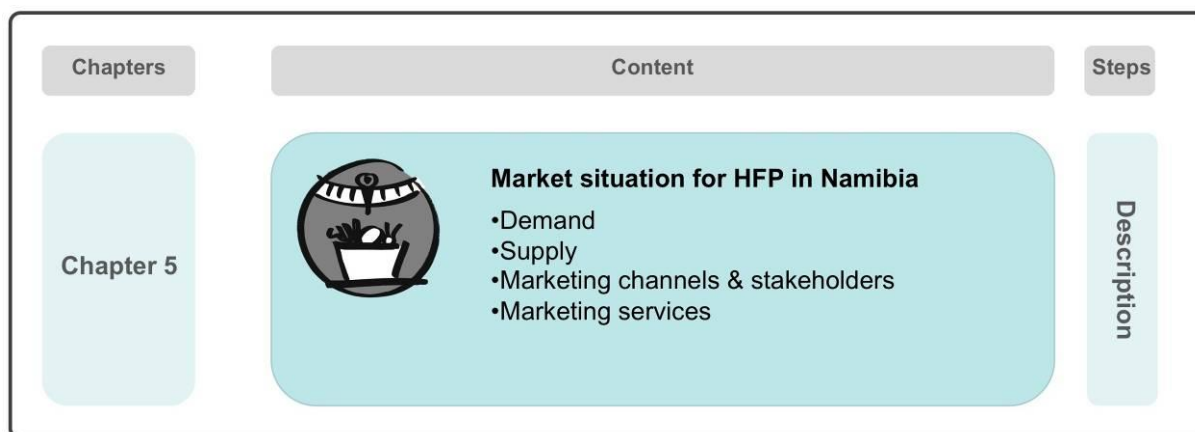 Chapters
Content
Steps
Chapter 5
Market situation for HFP in Namibia
•Demand
•Supply
•Marketing channels & stakeholders
•Marketing services
Description